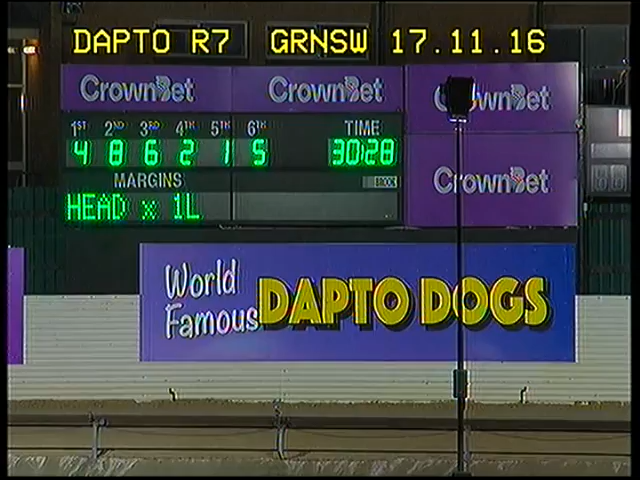 DAPTO R7 GRNSW 17.11.16
CrownBet CrownBet CrownBet
1ST 2ND 3RD 4TH 5TH 6TH TIME
4 8 6 2 1 5 30:28
MARGINS
HEAD x 1L
CrownBet
World Famous DAPTO DOGS